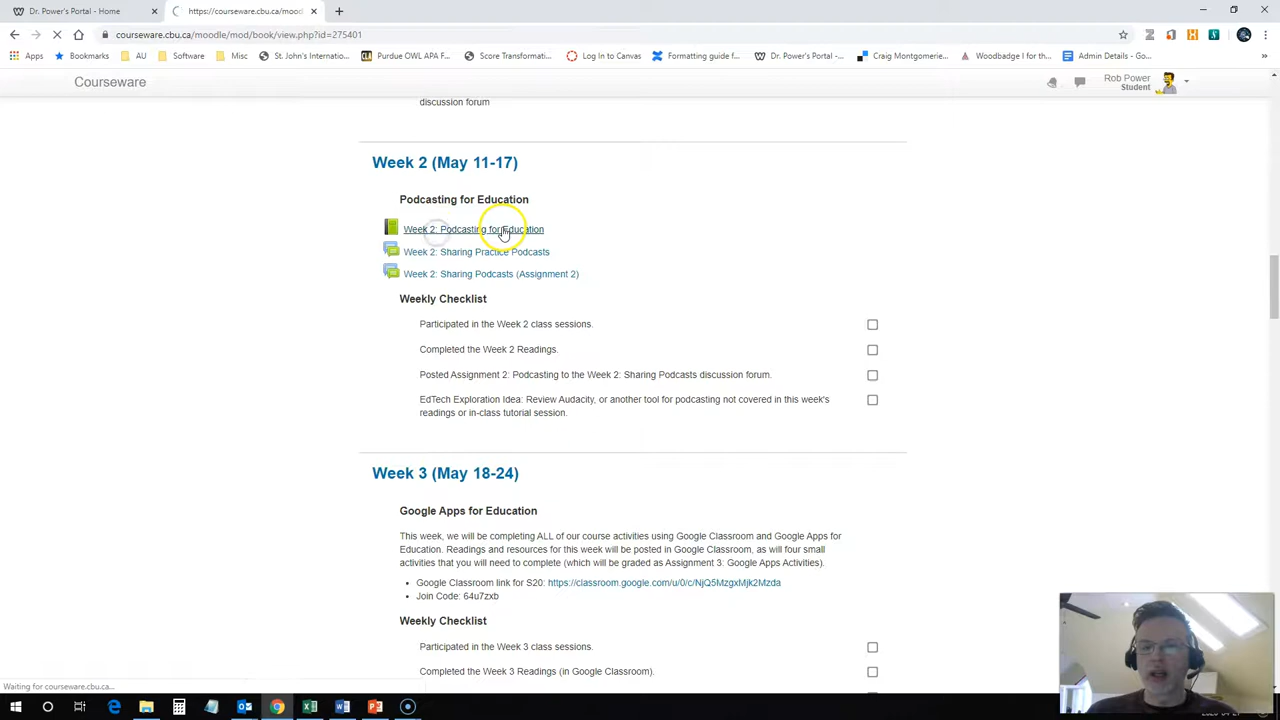 Dr. Power's Portal - Home
https://courseware.cbu.ca/mood
courseware.cbu.ca/moodle/mod/book/view.php?id=275401
Apps
Bookmarks
AU
Software
Misc
St. John's Internatio...
Purdue OWL APA F...
Score Transformati...
Log In to Canvas
Formatting guide f...
Dr. Power's Portal -...
Craig Montgomerie...
Woodbadge I for th...
Admin Details - Go...
Courseware
Rob Power
Student
discussion forum
Week 2 (May 11-17)
Podcasting for Education
Week 2: Podcasting for Education
Week 2: Sharing Practice Podcasts
Week 2: Sharing Podcasts (Assignment 2)
Weekly Checklist
Participated in the Week 2 class sessions.
Completed the Week 2 Readings.
Posted Assignment 2: Podcasting to the Week 2: Sharing Podcasts discussion forum.
EdTech Exploration Idea: Review Audacity, or another tool for podcasting not covered in this week's
readings or in-class tutorial session.
Week 3 (May 18-24)
Google Apps for Education
This week, we will be completing ALL of our course activities using Google Classroom and Google Apps for
Education. Readings and resources for this week will be posted in Google Classroom, as will four small
activities that you will need to complete (which will be graded as Assignment 3: Google Apps Activities).
Google Classroom link for S20: https://classroom.google.com/u/0/c/NjQ5MzgxMjk2Mzda
Join Code: 64u7zxb
Weekly Checklist
Participated in the Week 3 class sessions.
Completed the Week 3 Readings (in Google Classroom).
Waiting for courseware.cbu.ca...